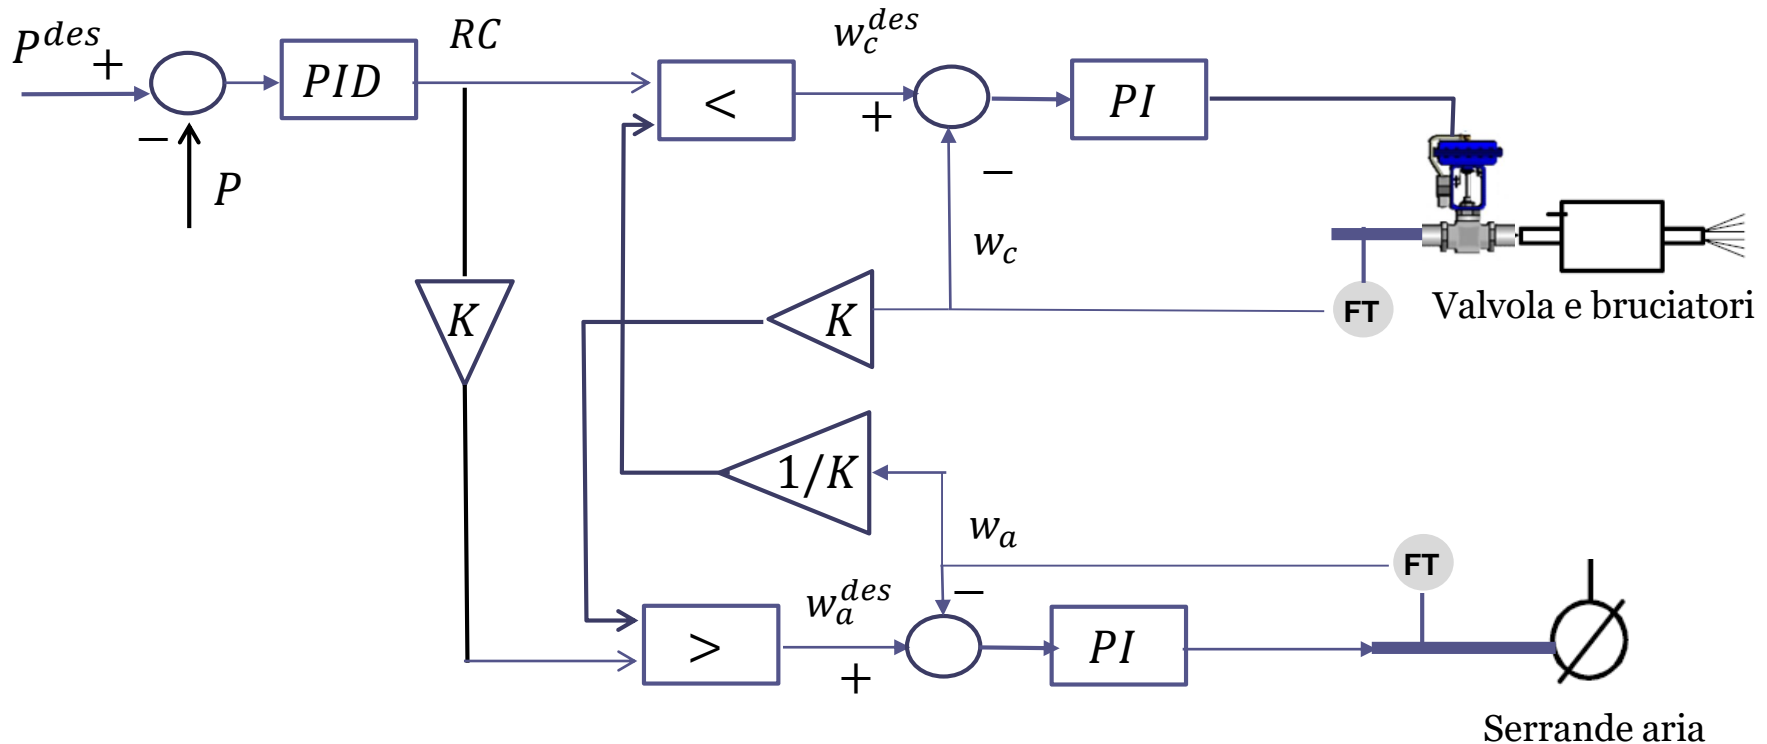 P^des + RC w_c^des
PID < PI
− P + −
w_c
K K FT Valvola e bruciatori
1/K
w_a
FT
w_a^des −
> PI
+
Serrande aria